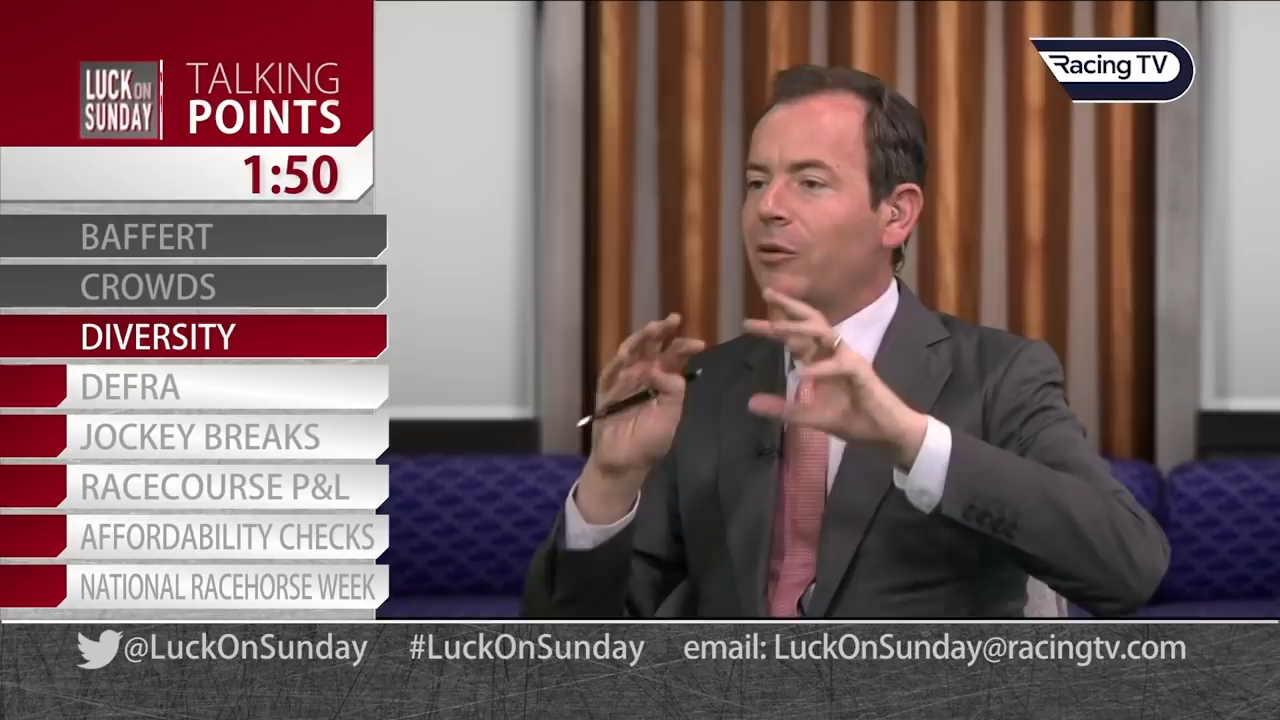 LUCK ON
SUNDAY
TALKING
POINTS
1:50
BAFFERT
CROWDS
DIVERSITY
DEFRA
JOCKEY BREAKS
RACECOURSE P&L
AFFORDABILITY CHECKS
NATIONAL RACEHORSE WEEK
Racing TV
@LuckOnSunday #LuckOnSunday email: LuckOnSunday@racingtv.com